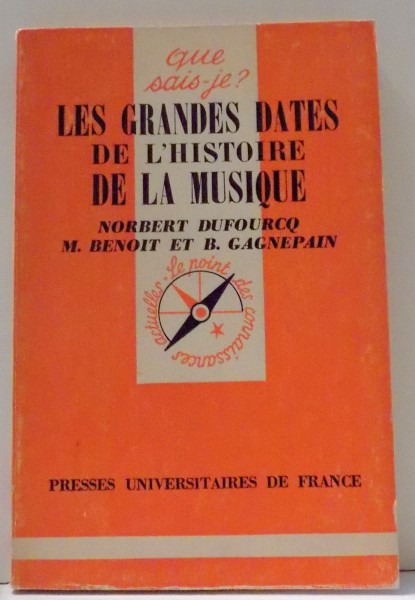 que
sais-je?
LES GRANDES DATES
DE L'HISTOIRE
DE LA MUSIQUE
NORBERT DUFOURCQ
M. BENOIT ET B. GAGNEPAIN
Le point des connaissances actuelles
PRESSES UNIVERSITAIRES DE FRANCE